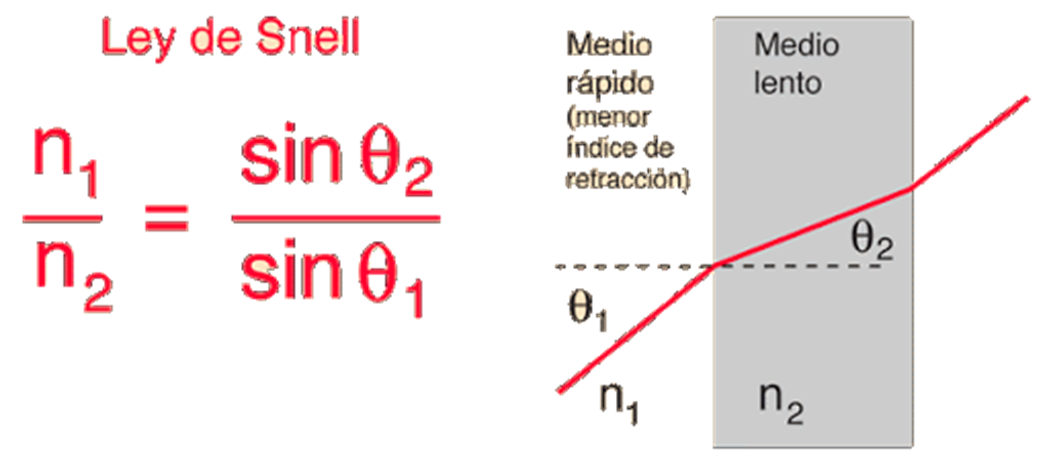 Ley de Snell
n₁ / n₂ = sin θ₂ / sin θ₁
Medio
rápido
(menor
índice de
refracción)
Medio
lento
θ₂
θ₁
n₁
n₂